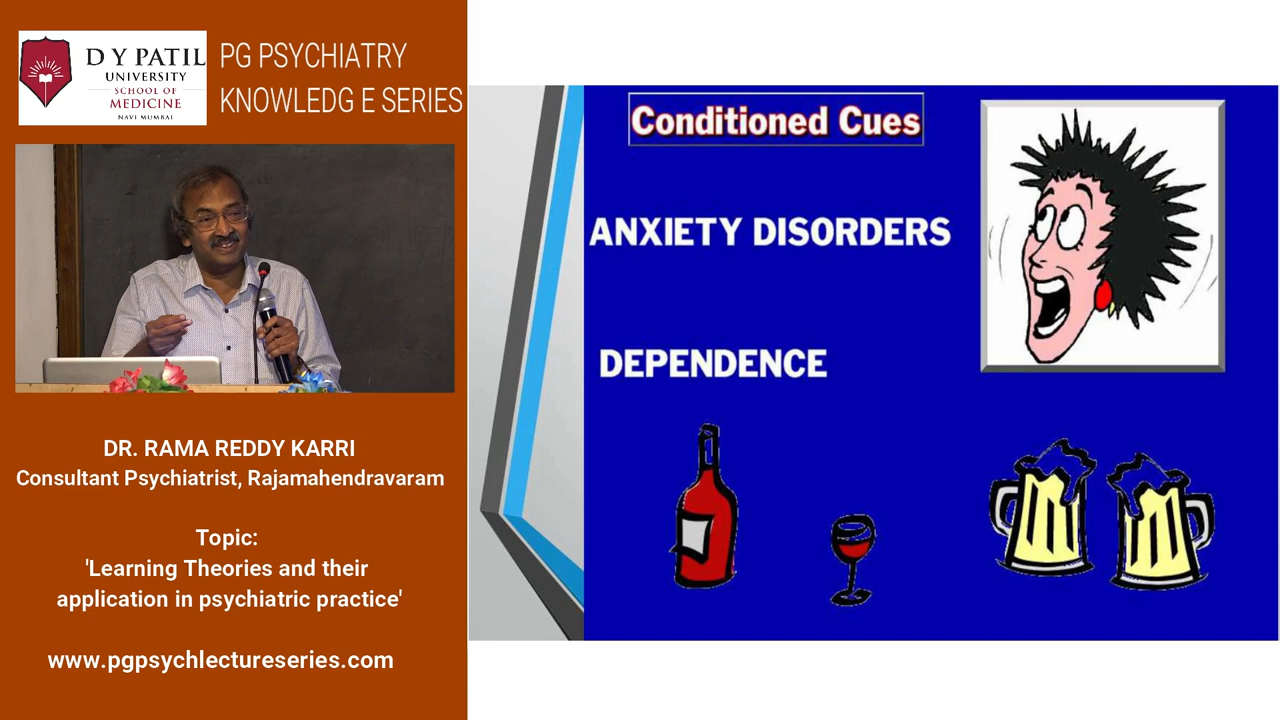 D Y PATIL
UNIVERSITY
SCHOOL OF
MEDICINE
NAVI MUMBAI
PG PSYCHIATRY
KNOWLEDG E SERIES
DR. RAMA REDDY KARRI
Consultant Psychiatrist, Rajamahendravaram
Topic:
'Learning Theories and their
application in psychiatric practice'
www.pgpsychlectureseries.com
Conditioned Cues
ANXIETY DISORDERS
DEPENDENCE